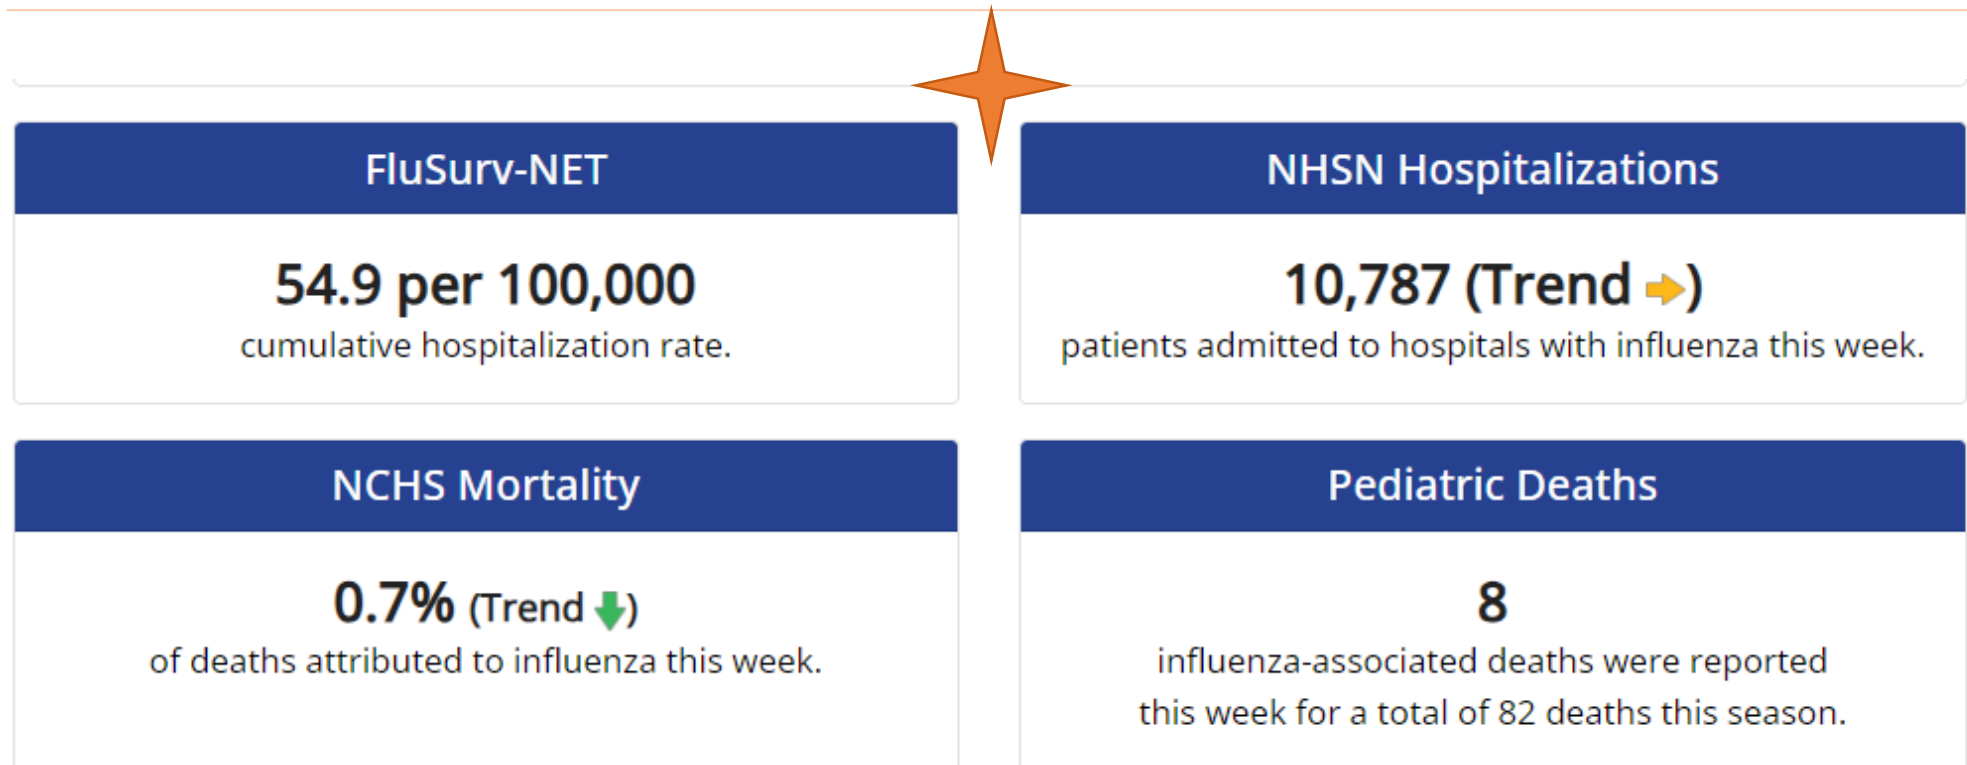 FluSurv-NET
54.9 per 100,000
cumulative hospitalization rate.
NHSN Hospitalizations
10,787 (Trend )
patients admitted to hospitals with influenza this week.
NCHS Mortality
0.7% (Trend )
of deaths attributed to influenza this week.
Pediatric Deaths
8
influenza-associated deaths were reported
this week for a total of 82 deaths this season.